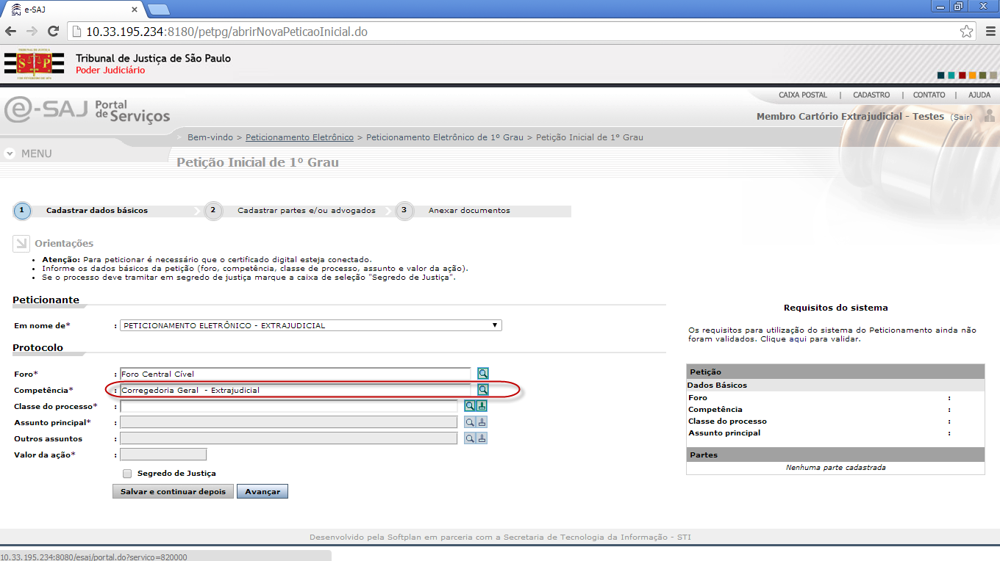 e-SAJ
10.33.195.234:8180/petpg/abrirNovaPeticaoInicial.do
Tribunal de Justiça de São Paulo
Poder Judiciário
S P
CAIXA POSTAL | CADASTRO | CONTATO | AJUDA
e-SAJ Portal de Serviços
Membro Cartório Extrajudicial - Testes (Sair)
Bem-vindo > Peticionamento Eletrônico > Peticionamento Eletrônico de 1º Grau > Petição Inicial de 1º Grau
MENU
Petição Inicial de 1º Grau
1 Cadastrar dados básicos 2 Cadastrar partes e/ou advogados 3 Anexar documentos
Orientações
• Atenção: Para peticionar é necessário que o certificado digital esteja conectado.
• Informe os dados básicos da petição (foro, competência, classe de processo, assunto e valor da ação).
• Se o processo deve tramitar em segredo de justiça marque a caixa de seleção "Segredo de Justiça".
Peticionante
Em nome de* : PETICIONAMENTO ELETRÔNICO - EXTRAJUDICIAL
Protocolo
Foro* : Foro Central Cível
Competência* : Corregedoria Geral - Extrajudicial
Classe do processo* :
Assunto principal* :
Outros assuntos :
Valor da ação* :
Segredo de Justiça
Salvar e continuar depois Avançar
Requisitos do sistema
Os requisitos para utilização do sistema do Peticionamento ainda não
foram validados. Clique aqui para validar.
Petição
Dados Básicos
Foro :
Competência :
Classe do processo :
Assunto principal :
Partes
Nenhuma parte cadastrada
Desenvolvido pela Softplan em parceria com a Secretaria de Tecnologia da Informação - STI
10.33.195.234:8080/esaj/portal.do?servico=820000